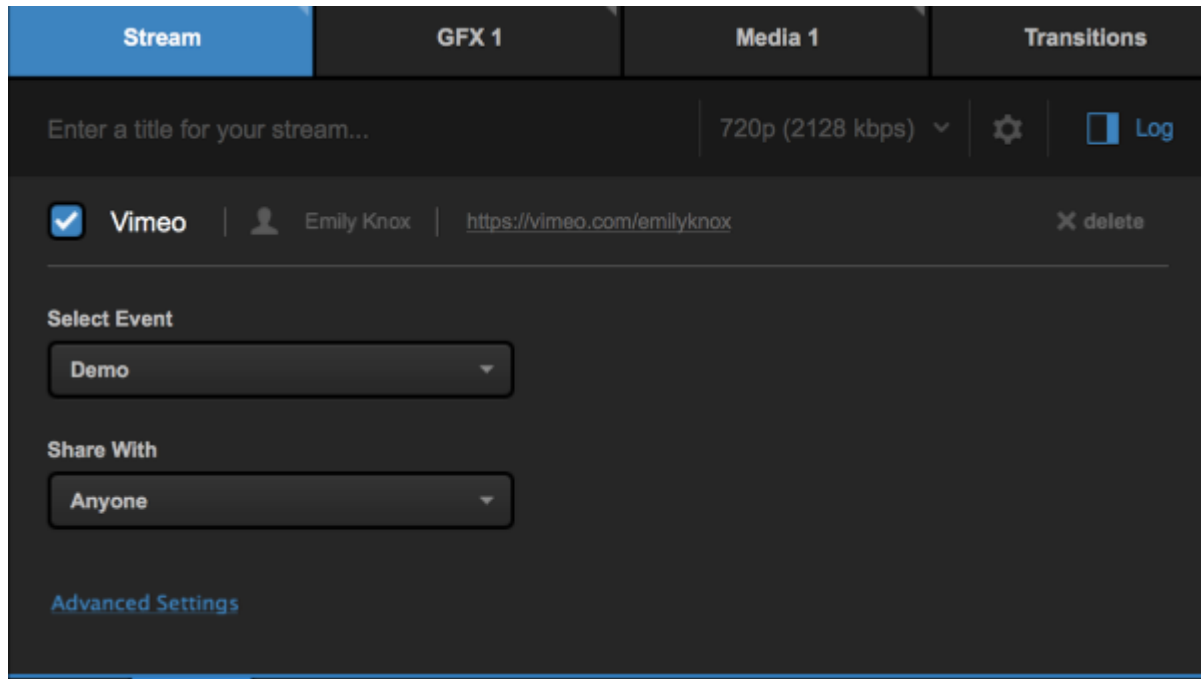 Stream GFX 1 Media 1 Transitions
Enter a title for your stream... 720p (2128 kbps) Log
Vimeo Emily Knox https://vimeo.com/emilyknox delete
Select Event
Demo
Share With
Anyone
Advanced Settings